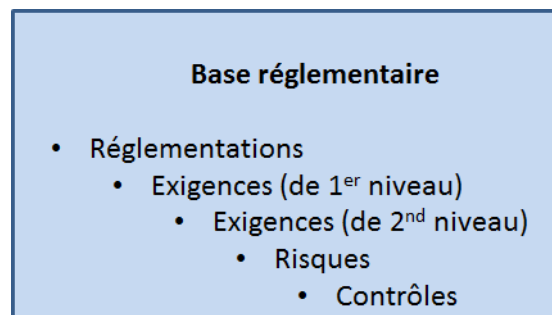 Base réglementaire
• Réglementations
• Exigences (de 1er niveau)
• Exigences (de 2nd niveau)
• Risques
• Contrôles